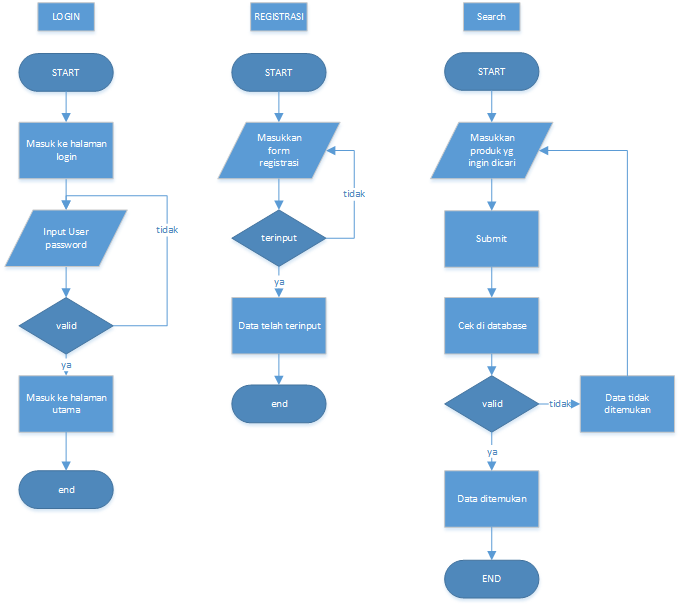 LOGIN
START
Masuk ke halaman
login
Input User
password
tidak
valid
ya
Masuk ke halaman
utama
end
REGISTRASI
START
Masukkan
form
registrasi
tidak
terinput
ya
Data telah terinput
end
Search
START
Masukkan
produk yg
ingin dicari
Submit
Cek di database
valid
tidak
Data tidak
ditemukan
ya
Data ditemukan
END